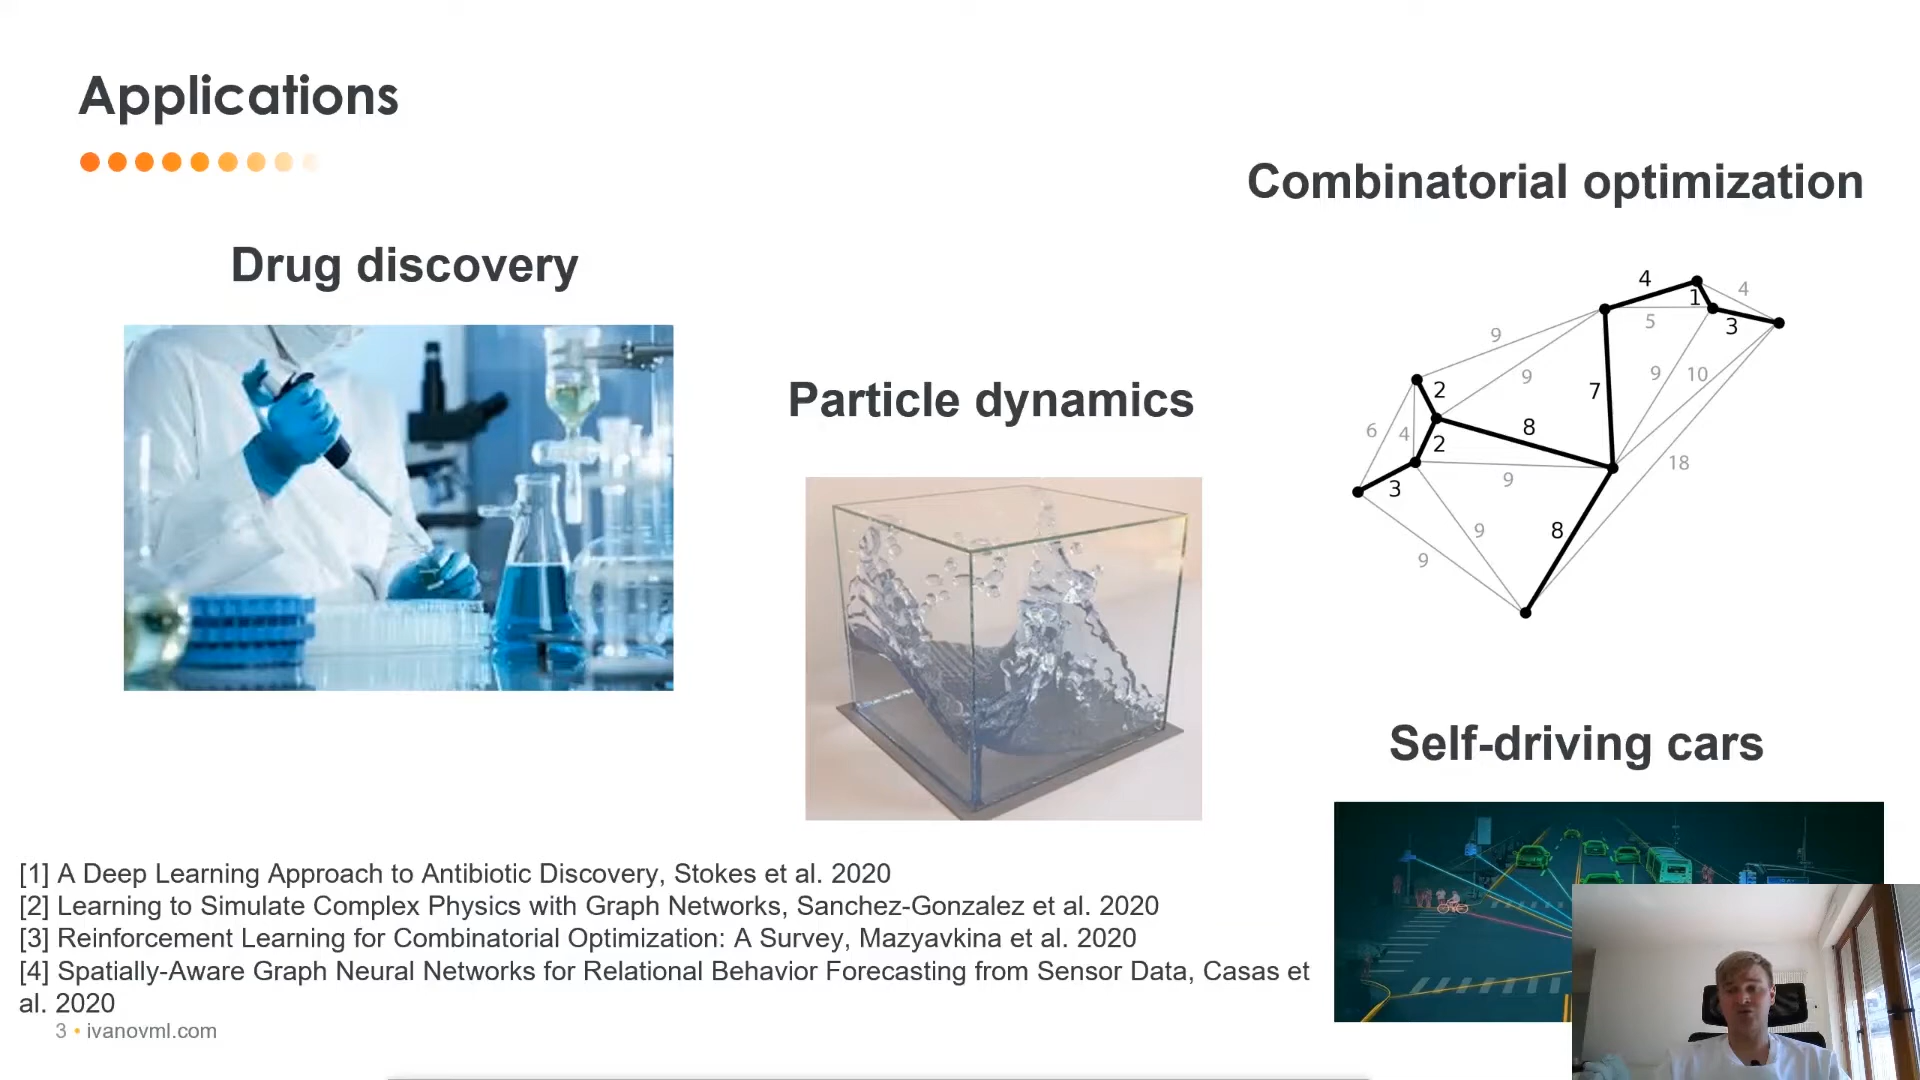 Applications
Combinatorial optimization
Drug discovery
Particle dynamics
4
1
4
5
3
9
9
7
9
10
2
6
4
2
8
9
18
3
9
8
9
Self-driving cars
[1] A Deep Learning Approach to Antibiotic Discovery, Stokes et al. 2020
[2] Learning to Simulate Complex Physics with Graph Networks, Sanchez-Gonzalez et al. 2020
[3] Reinforcement Learning for Combinatorial Optimization: A Survey, Mazyavkina et al. 2020
[4] Spatially-Aware Graph Neural Networks for Relational Behavior Forecasting from Sensor Data, Casas et
al. 2020
3 • ivanovml.com